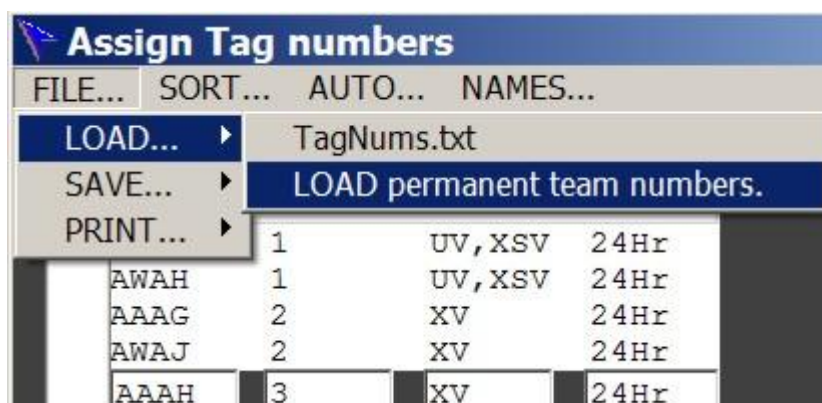 Assign Tag numbers
FILE... SORT... AUTO... NAMES...
LOAD... TagNums.txt
SAVE... LOAD permanent team numbers.
PRINT...
1 UV,XSV 24Hr
AWAH 1 UV,XSV 24Hr
AAAG 2 XV 24Hr
AWAJ 2 XV 24Hr
AAAH 3 XV 24Hr